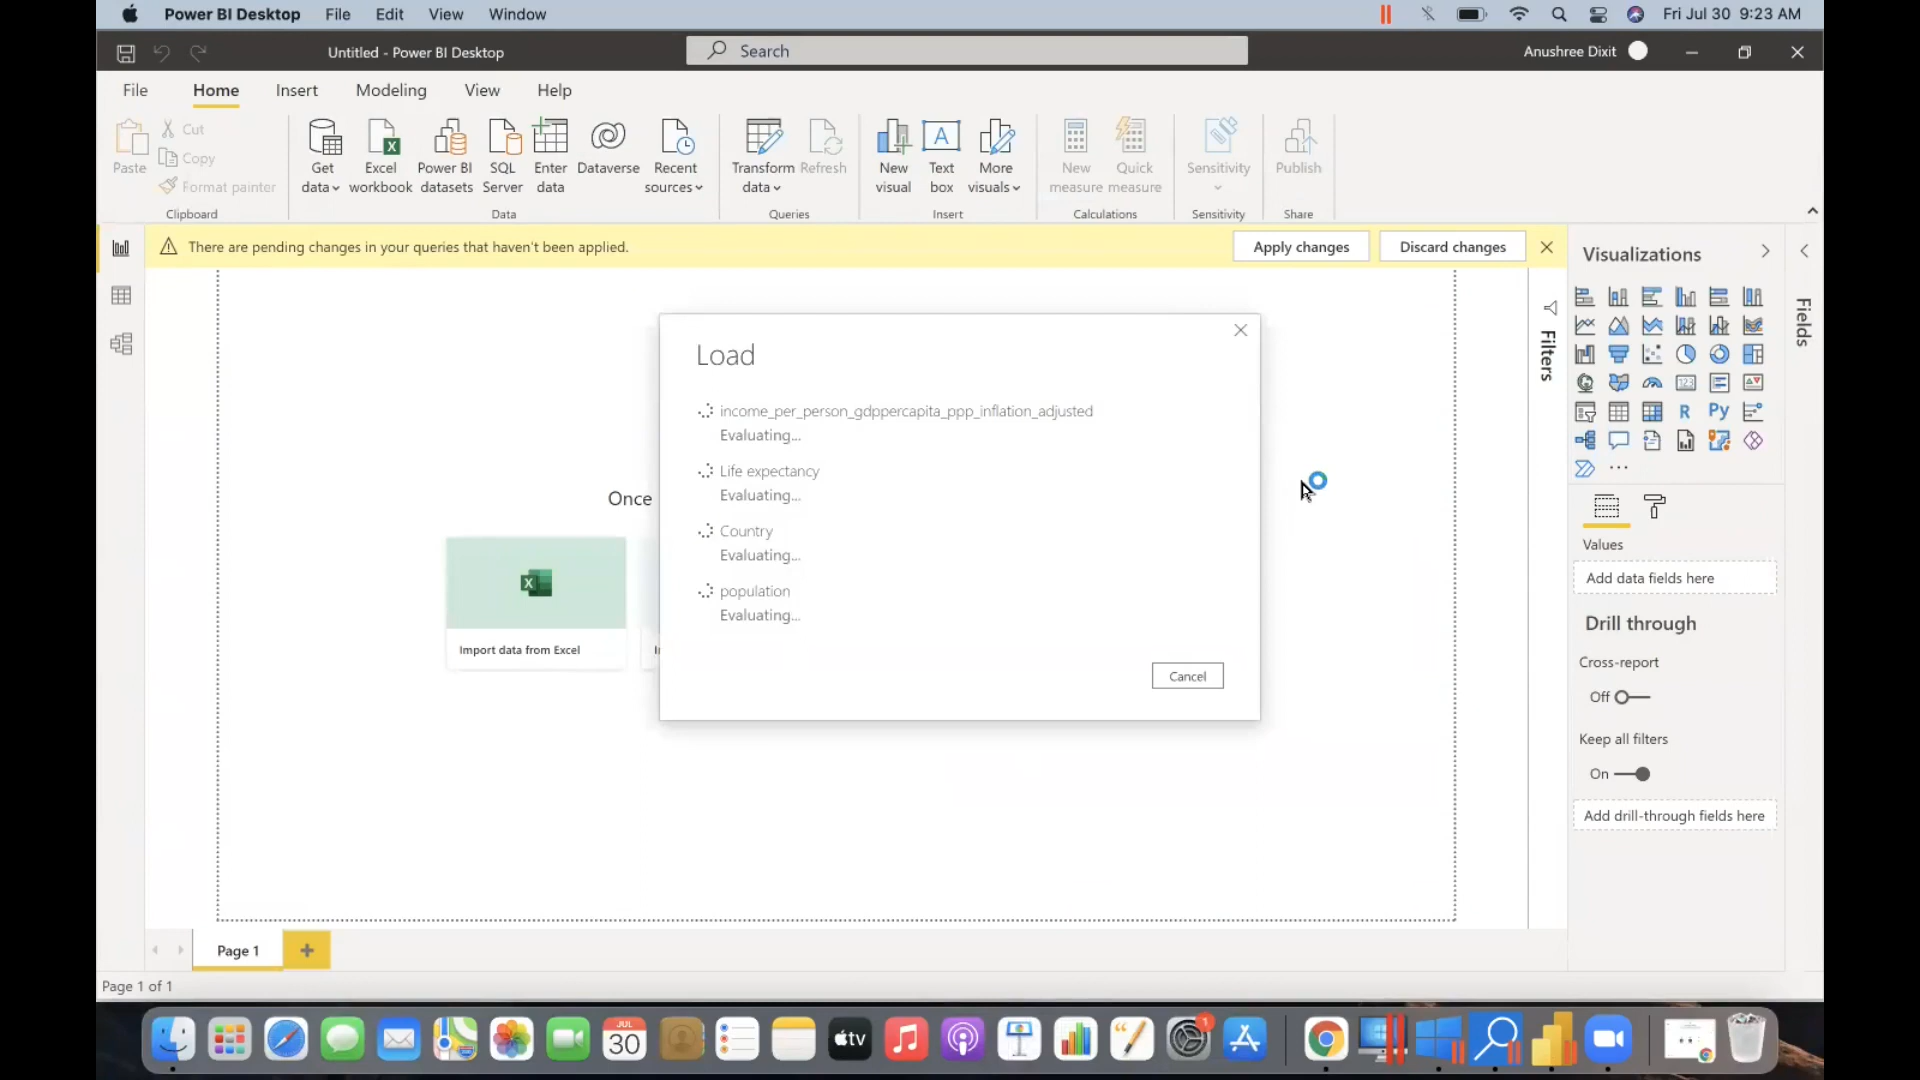 Power BI Desktop File Edit View Window Fri Jul 30 9:23 AM
Untitled - Power BI Desktop Search Anushree Dixit
File Home Insert Modeling View Help
Paste Cut
Copy
Format painter
Clipboard
Get data
Excel workbook
Power BI datasets
SQL Server
Enter data
Dataverse
Recent sources
Data
Transform data
Refresh
Queries
New visual
Text box
More visuals
Insert
New measure
Quick measure
Calculations
Sensitivity
Sensitivity
Publish
Share
There are pending changes in your queries that haven't been applied. Apply changes Discard changes
Load
income_per_person_gdppercapita_ppp_inflation_adjusted
Evaluating...
Life expectancy
Evaluating...
Country
Evaluating...
population
Evaluating...
Cancel
Once
Import data from Excel
Filters
Visualizations
Fields
R Py
123
Values
Add data fields here
Drill through
Cross-report
Off
Keep all filters
On
Add drill-through fields here
Page 1
Page 1 of 1
JUL
30
tv
1